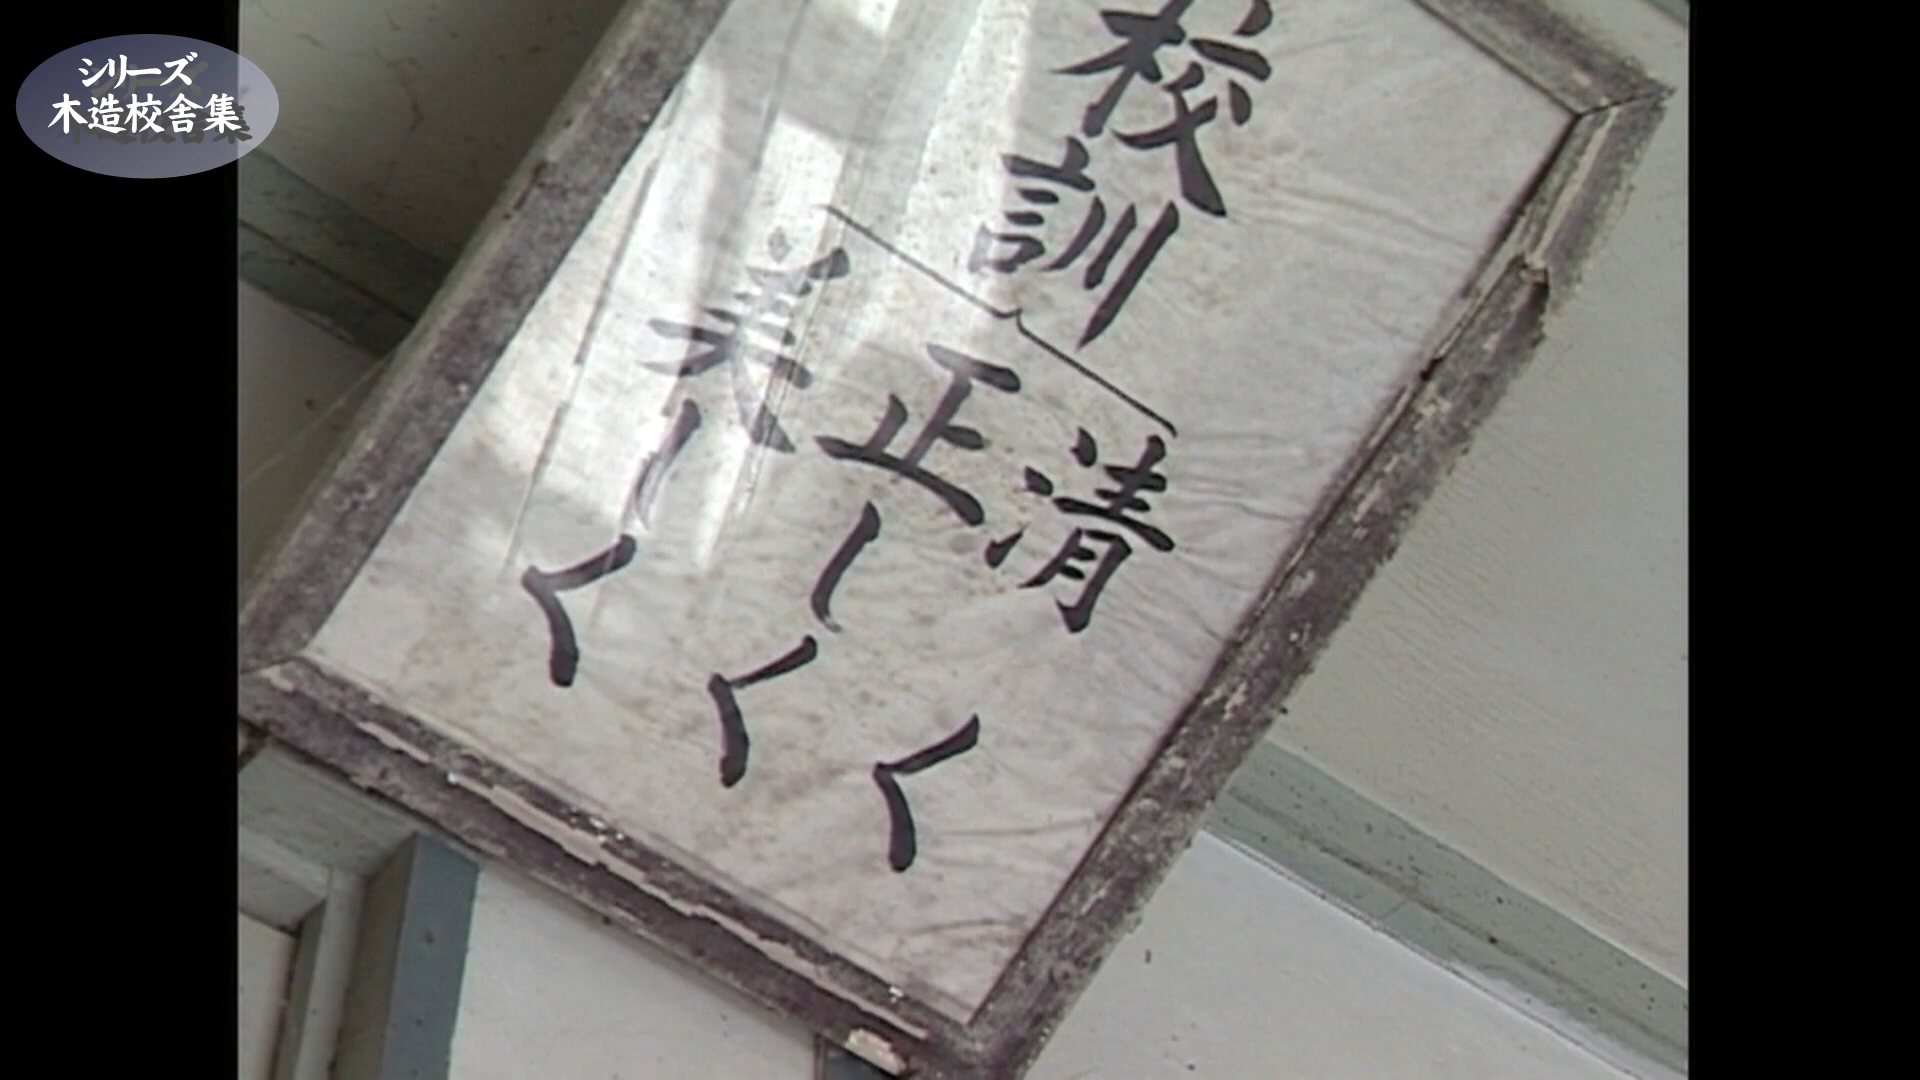 シリーズ
木造校舎集
校訓
清く
正しく
美しく